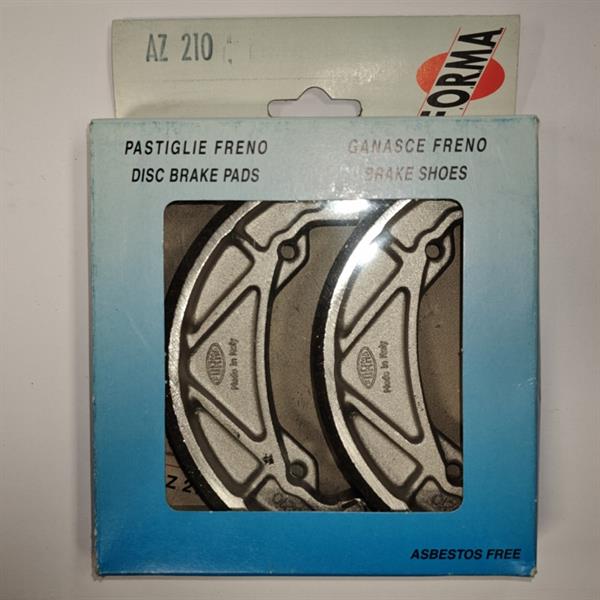 AZ 210
F.O.R.M.A
PASTIGLIE FRENO
DISC BRAKE PADS
GANASCE FRENO
BRAKE SHOES
Made in Italy
Made in Italy
Z 2
ASBESTOS FREE